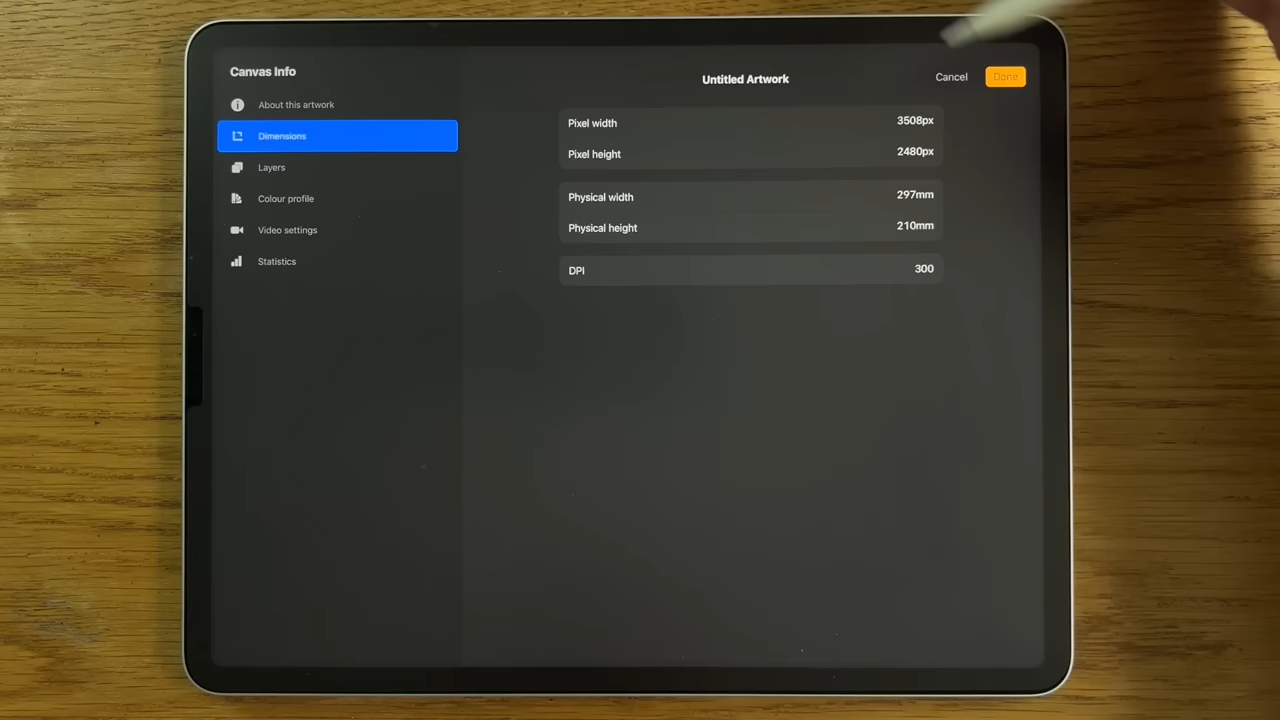 Canvas Info
About this artwork
Dimensions
Layers
Colour profile
Video settings
Statistics
Untitled Artwork
Cancel
Done
Pixel width 3508px
Pixel height 2480px
Physical width 297mm
Physical height 210mm
DPI 300